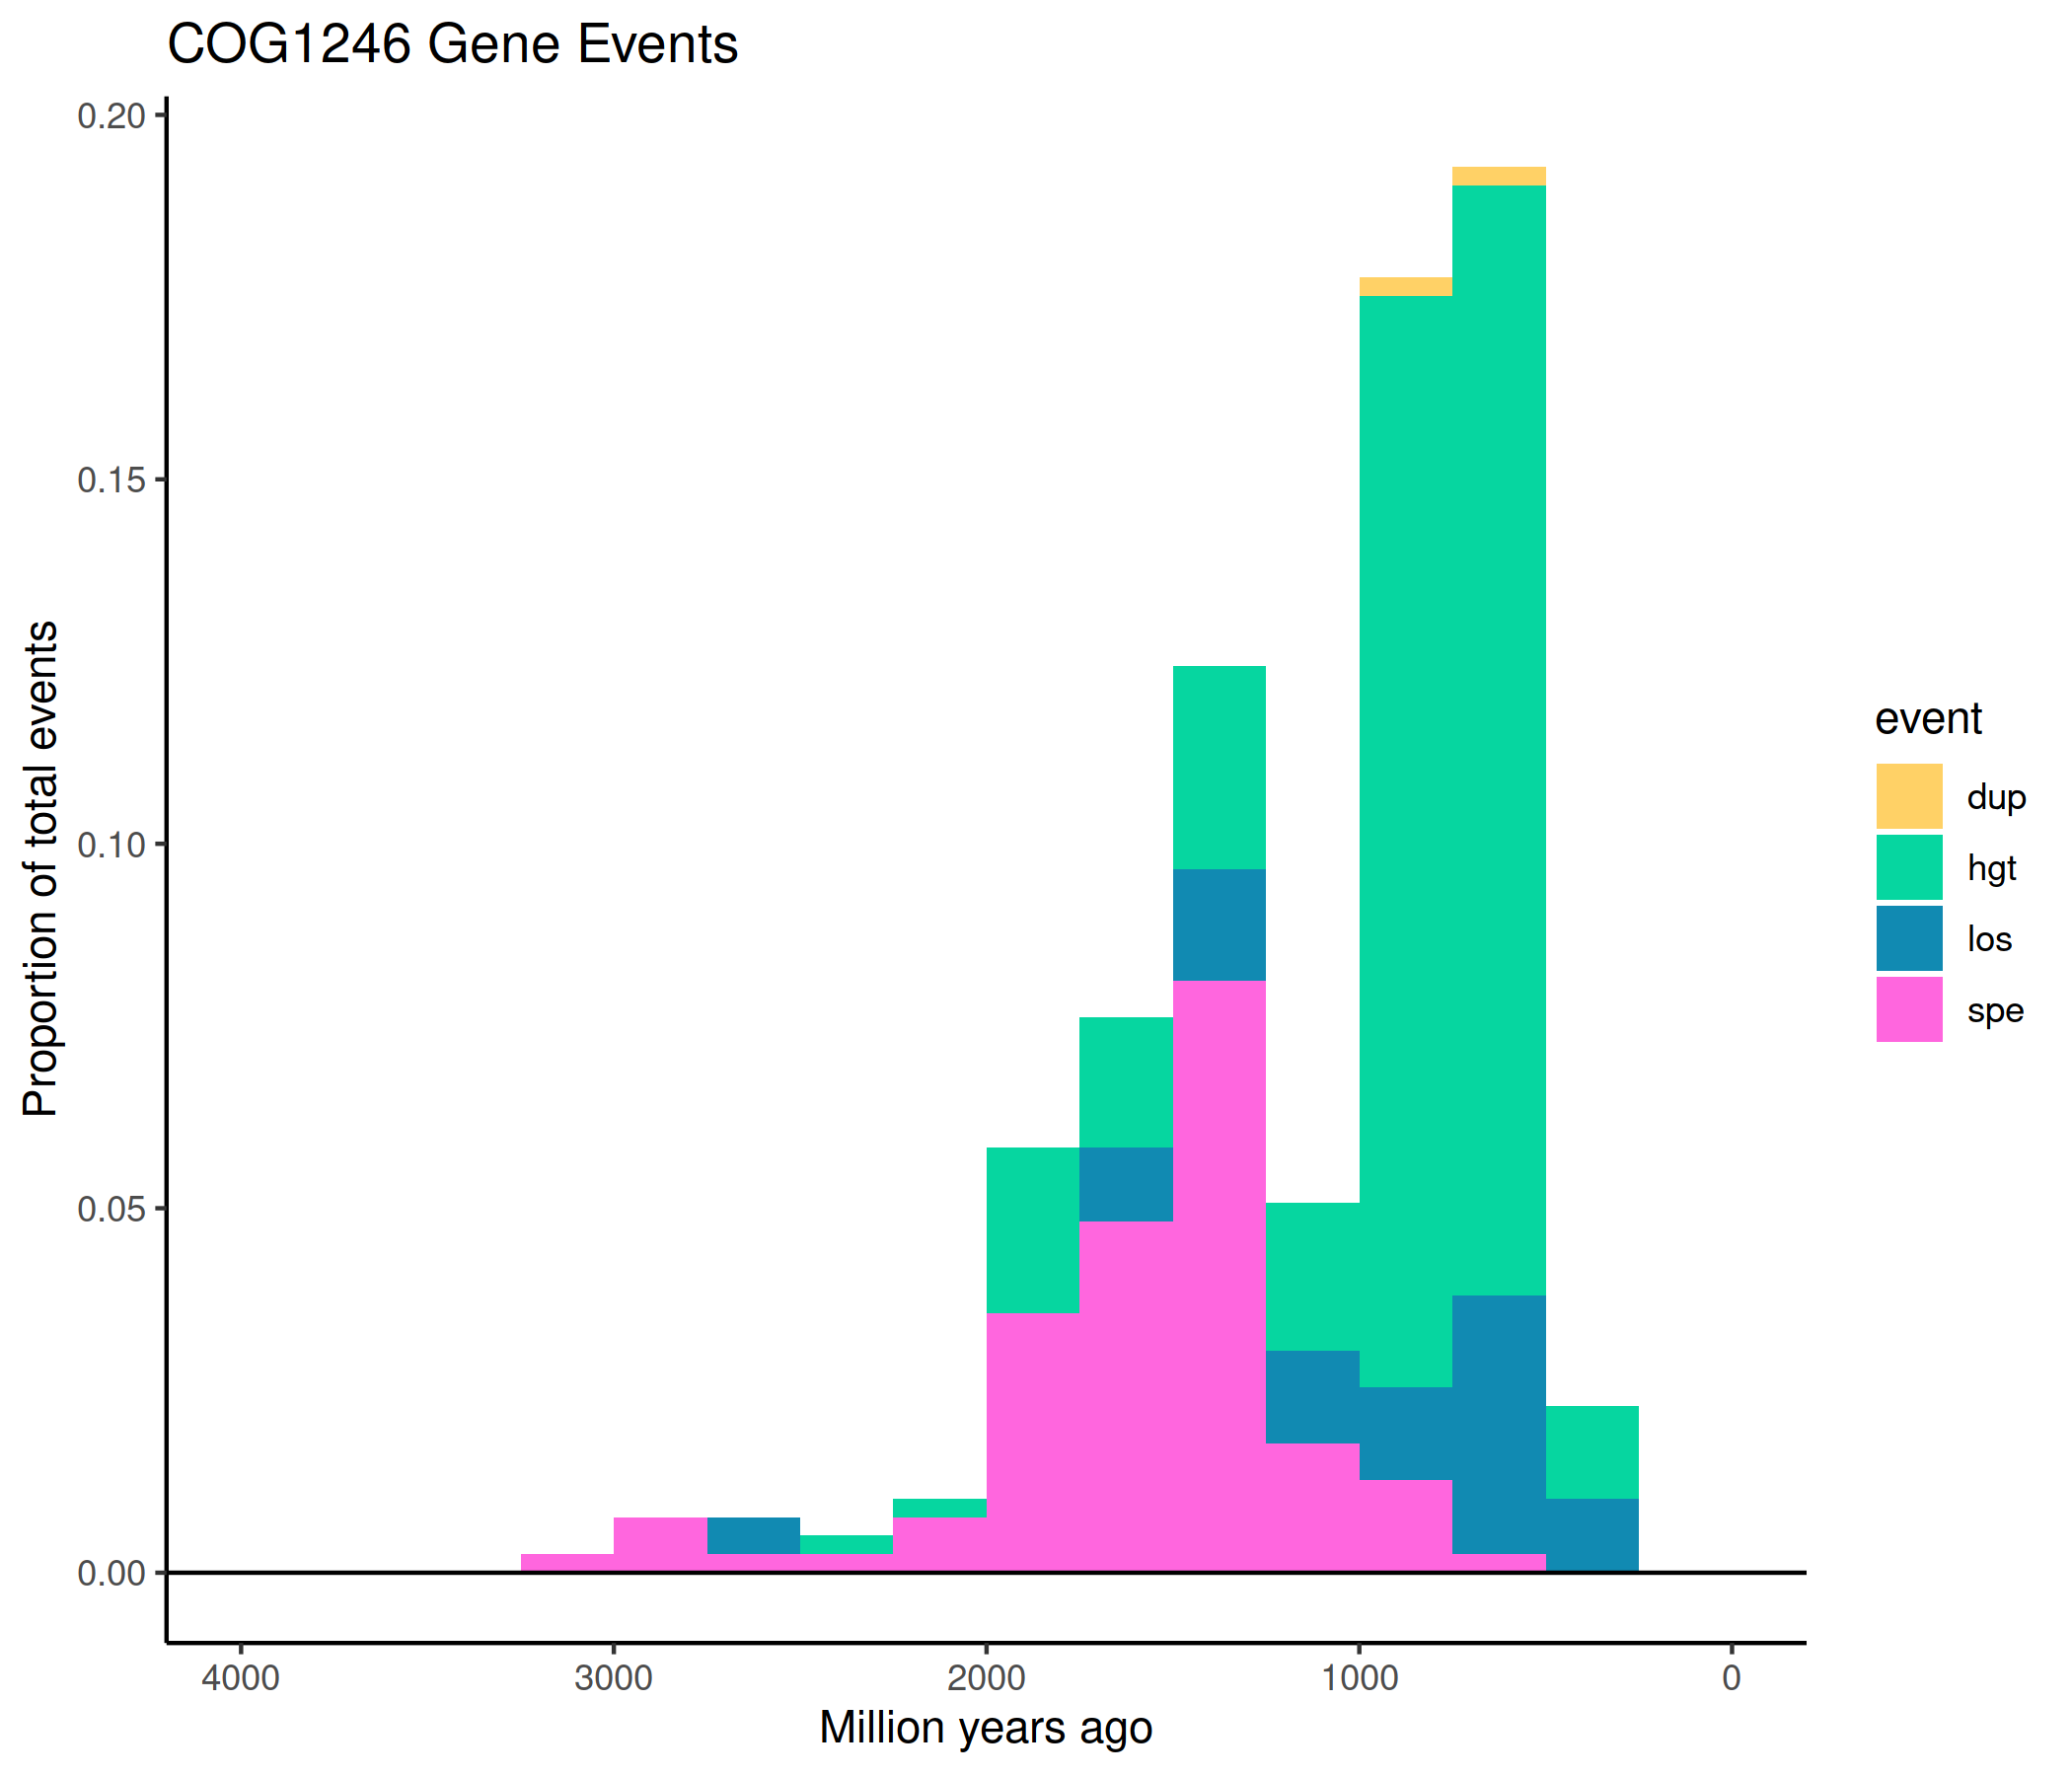 COG1246 Gene Events
0.20
0.15
0.10
0.05
0.00
Proportion of total events
4000 3000 2000 1000 0
Million years ago
event
dup
hgt
los
spe